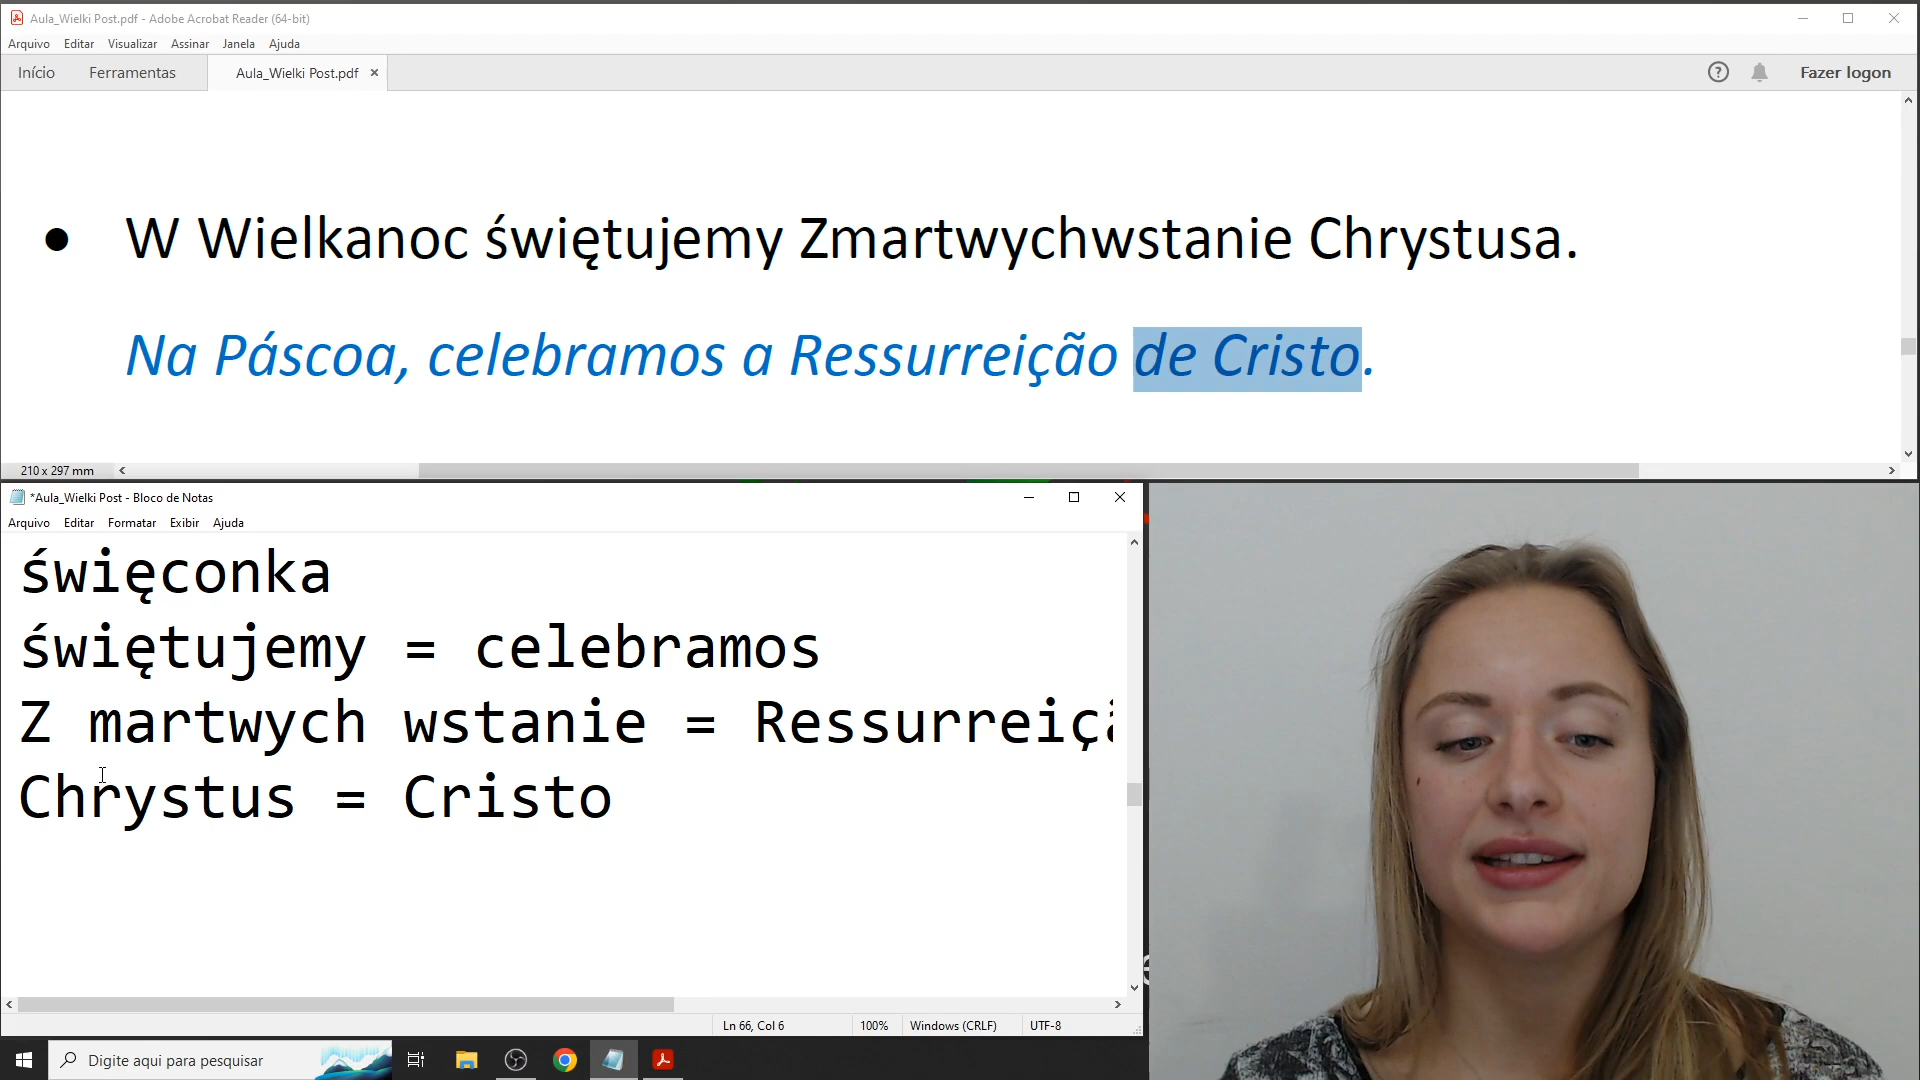 Aula_Wielki Post.pdf - Adobe Acrobat Reader (64-bit)
Arquivo Editar Visualizar Assinar Janela Ajuda
Início Ferramentas Aula_Wielki Post.pdf × ? Fazer logon
● W Wielkanoc świętujemy Zmartwychwstanie Chrystusa.
Na Páscoa, celebramos a Ressurreição de Cristo.
210 x 297 mm
*Aula_Wielki Post - Bloco de Notas
Arquivo Editar Formatar Exibir Ajuda
święconka
świętujemy = celebramos
Z martwych wstanie = Ressurreiçã
Chrystus = Cristo
Ln 66, Col 6 100% Windows (CRLF) UTF-8
Digite aqui para pesquisar